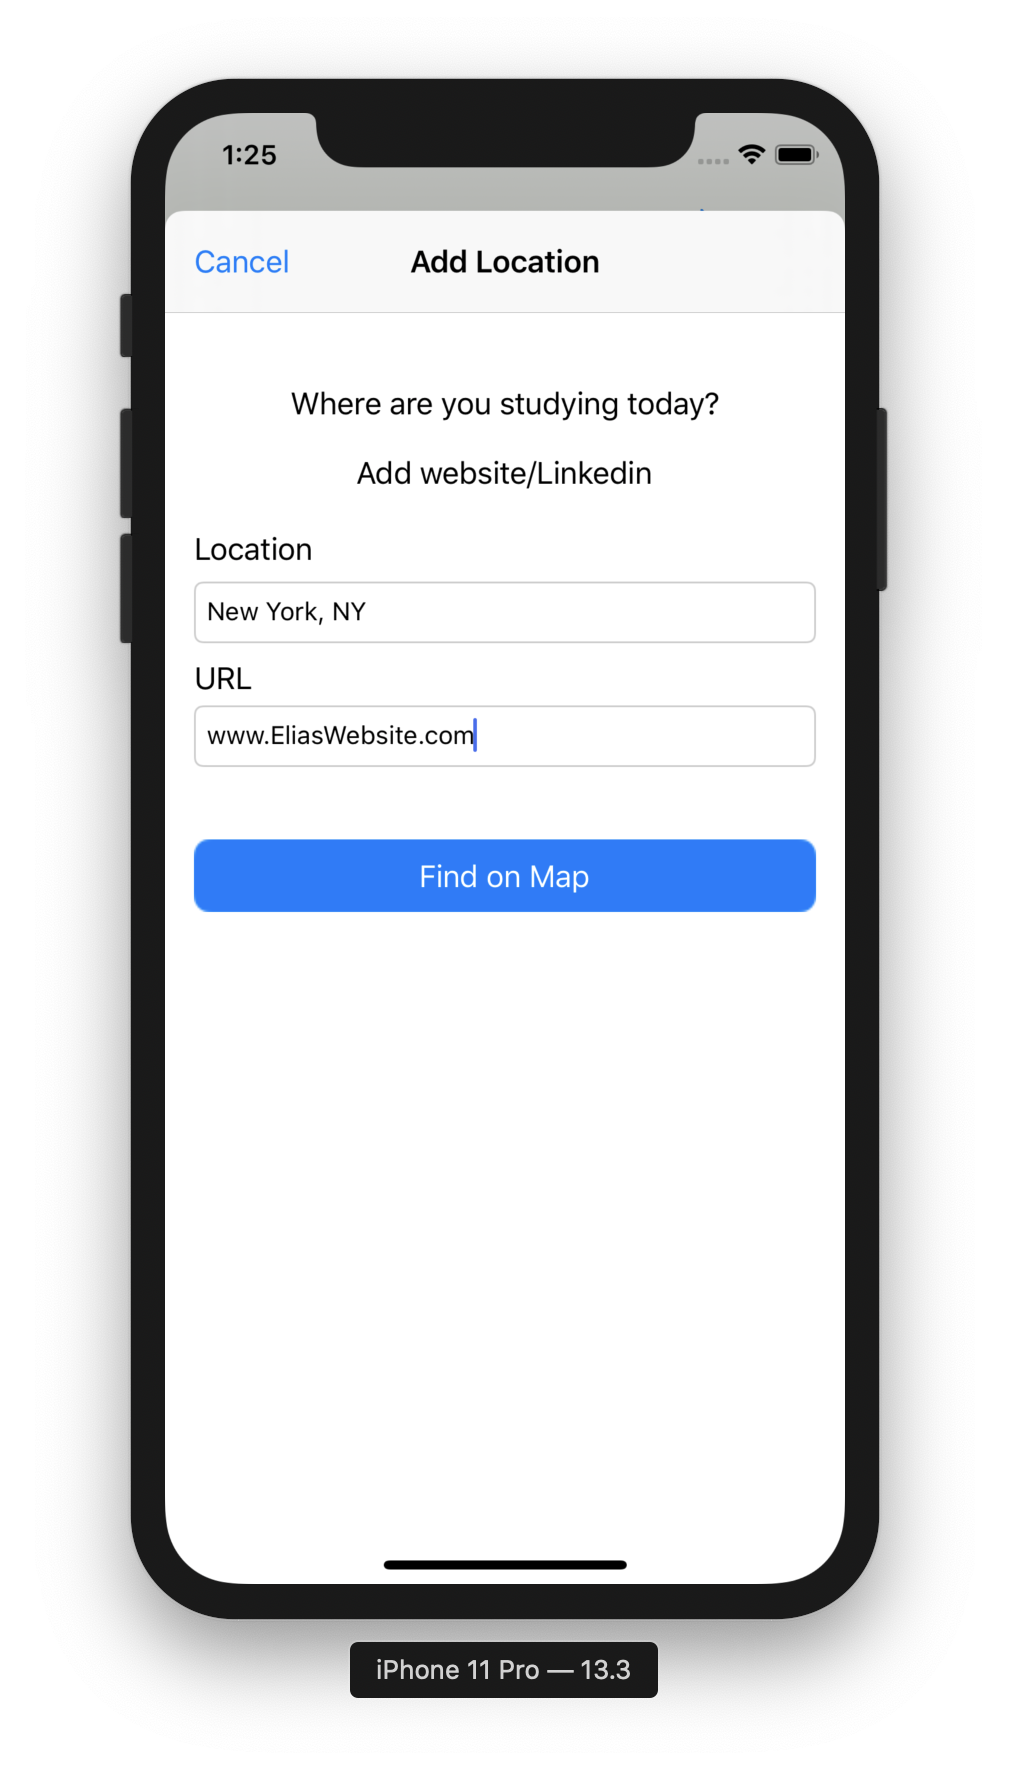 1:25
Cancel
Add Location
Where are you studying today?
Add website/Linkedin
Location
New York, NY
URL
www.EliasWebsite.com
Find on Map
iPhone 11 Pro — 13.3